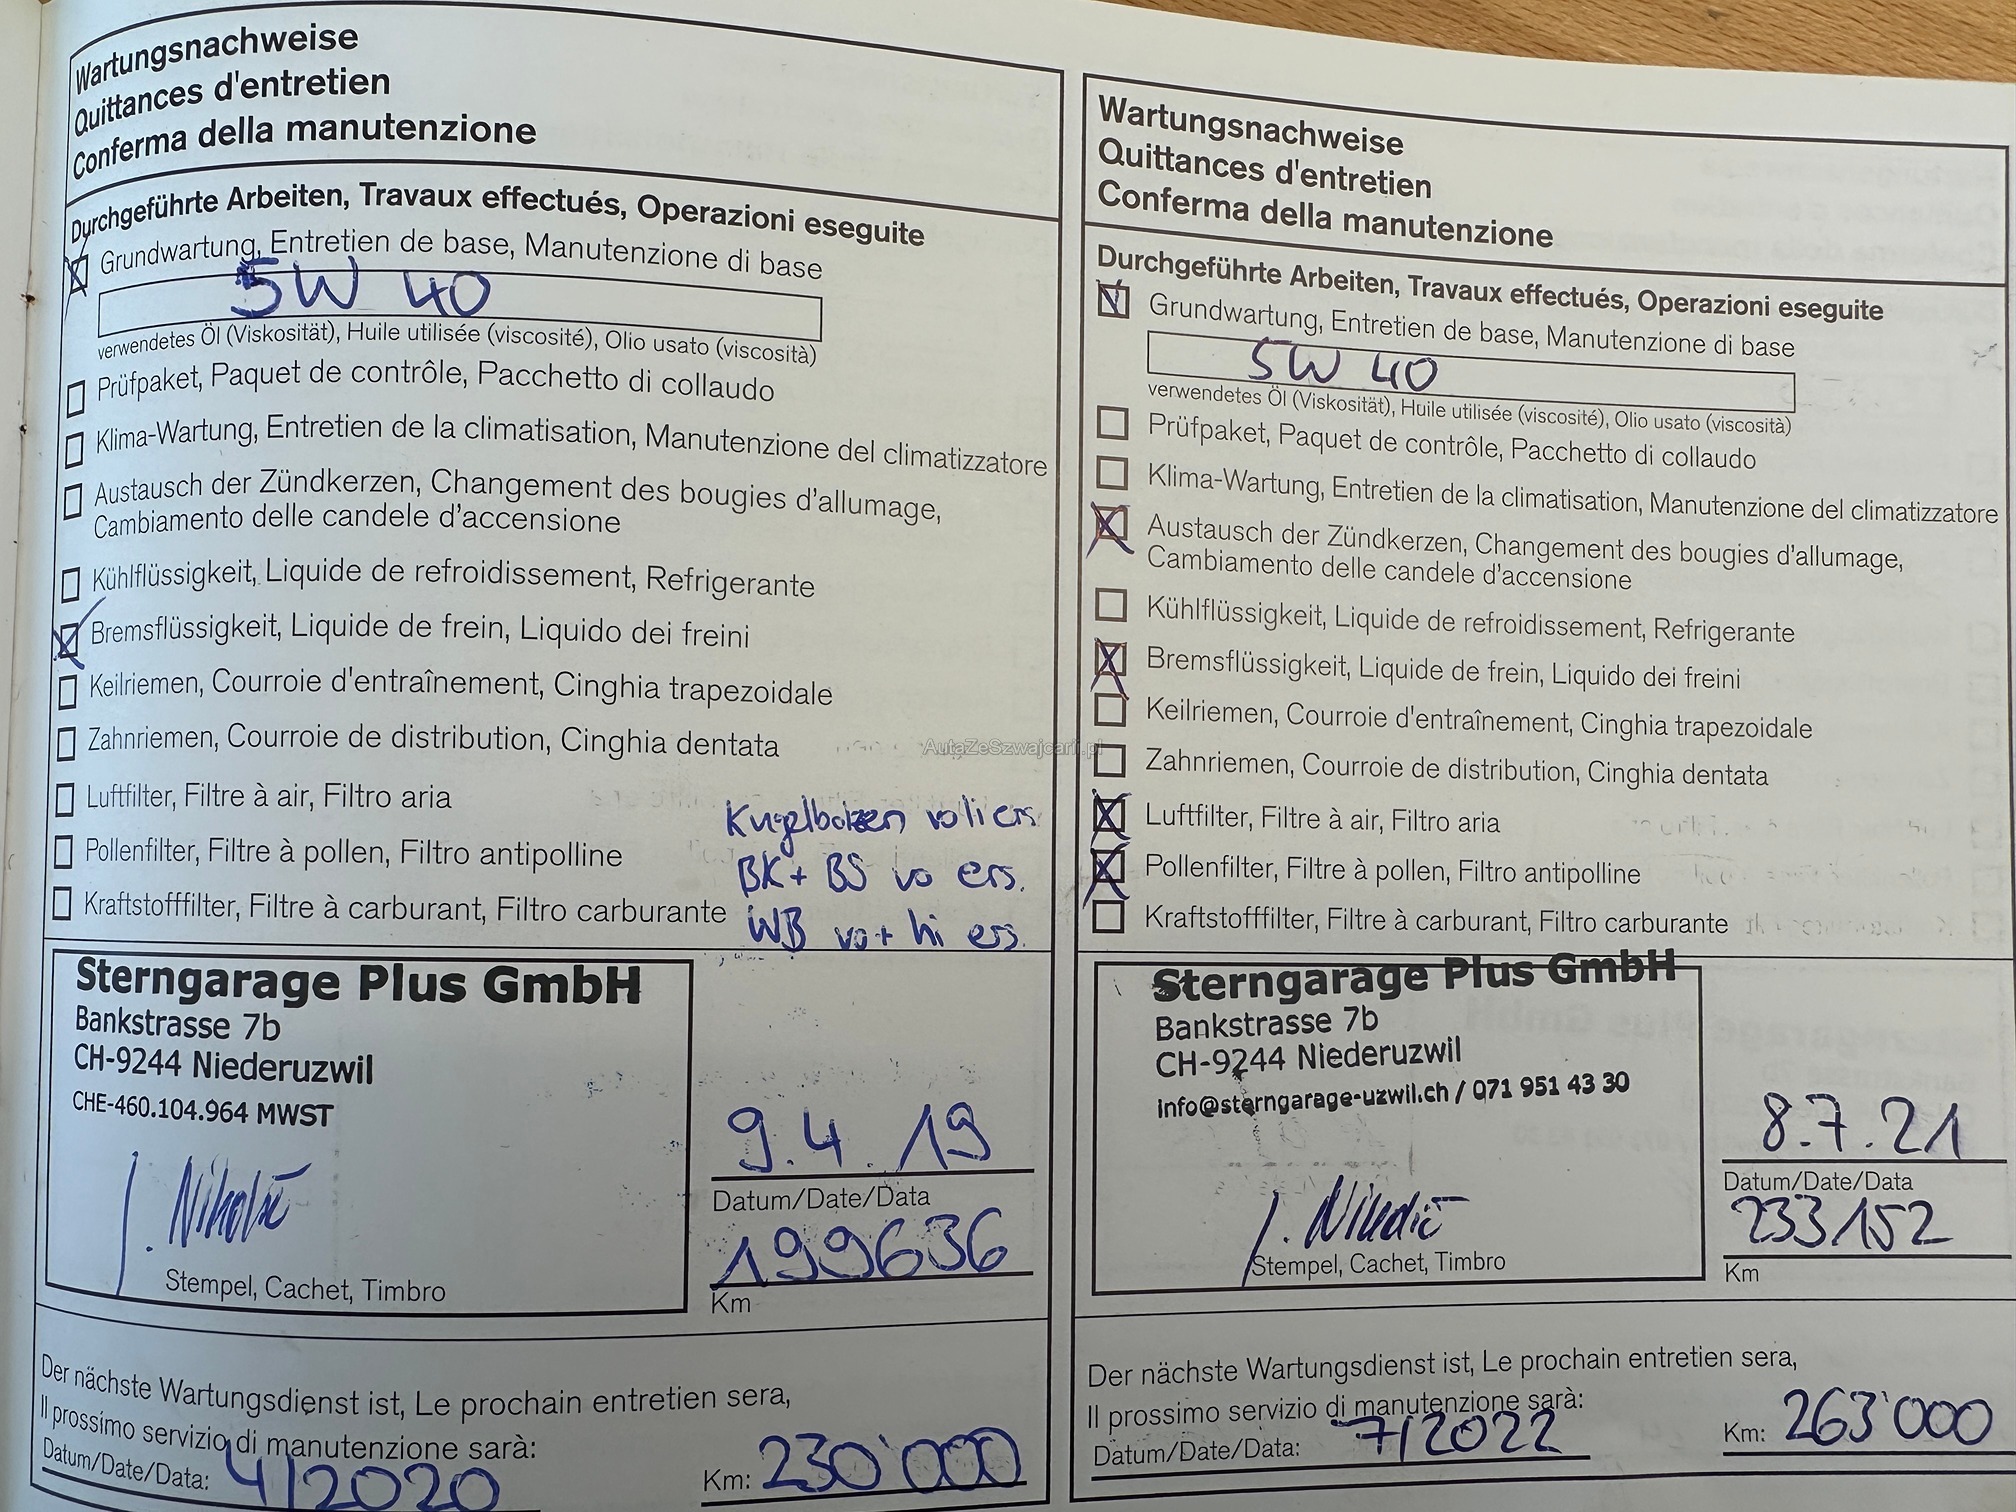 Wartungsnachweise
Quittances d'entretien
Conferma della manutenzione
Durchgeführte Arbeiten, Travaux effectués, Operazioni eseguite
Grundwartung, Entretien de base, Manutenzione di base
5W 40
verwendetes Öl (Viskosität), Huile utilisée (viscosité), Olio usato (viscosità)
Prüfpaket, Paquet de contrôle, Pacchetto di collaudo
Klima-Wartung, Entretien de la climatisation, Manutenzione del climatizzatore
Austausch der Zündkerzen, Changement des bougies d'allumage,
Cambiamento delle candele d'accensione
Kühlflüssigkeit, Liquide de refroidissement, Refrigerante
Bremsflüssigkeit, Liquide de frein, Liquido dei freini
Keilriemen, Courroie d'entraînement, Cinghia trapezoidale
Zahnriemen, Courroie de distribution, Cinghia dentata
Luftfilter, Filtre à air, Filtro aria
Pollenfilter, Filtre à pollen, Filtro antipolline
Kraftstofffilter, Filtre à carburant, Filtro carburante
Kugelbolzen vo li ers.
BK + BS vo ers.
WB vo + hi ers.
Sterngarage Plus GmbH
Bankstrasse 7b
CH-9244 Niederuzwil
CHE-460.104.964 MWST
Stempel, Cachet, Timbro
9.4.19
Datum/Date/Data
199636
Km
Der nächste Wartungsdienst ist, Le prochain entretien sera,
Il prossimo servizio di manutenzione sarà:
Datum/Date/Data: 4/2020
Km: 230'000
Wartungsnachweise
Quittances d'entretien
Conferma della manutenzione
Durchgeführte Arbeiten, Travaux effectués, Operazioni eseguite
Grundwartung, Entretien de base, Manutenzione di base
5W 40
verwendetes Öl (Viskosität), Huile utilisée (viscosité), Olio usato (viscosità)
Prüfpaket, Paquet de contrôle, Pacchetto di collaudo
Klima-Wartung, Entretien de la climatisation, Manutenzione del climatizzatore
Austausch der Zündkerzen, Changement des bougies d'allumage,
Cambiamento delle candele d'accensione
Kühlflüssigkeit, Liquide de refroidissement, Refrigerante
Bremsflüssigkeit, Liquide de frein, Liquido dei freini
Keilriemen, Courroie d'entraînement, Cinghia trapezoidale
Zahnriemen, Courroie de distribution, Cinghia dentata
Luftfilter, Filtre à air, Filtro aria
Pollenfilter, Filtre à pollen, Filtro antipolline
Kraftstofffilter, Filtre à carburant, Filtro carburante
Sterngarage Plus GmbH
Bankstrasse 7b
CH-9244 Niederuzwil
info@sterngarage-uzwil.ch / 071 951 43 30
Stempel, Cachet, Timbro
8.7.21
Datum/Date/Data
233152
Km
Der nächste Wartungsdienst ist, Le prochain entretien sera,
Il prossimo servizio di manutenzione sarà:
Datum/Date/Data: 7/2022
Km: 263'000
AutaZeSzwajcarii.pl